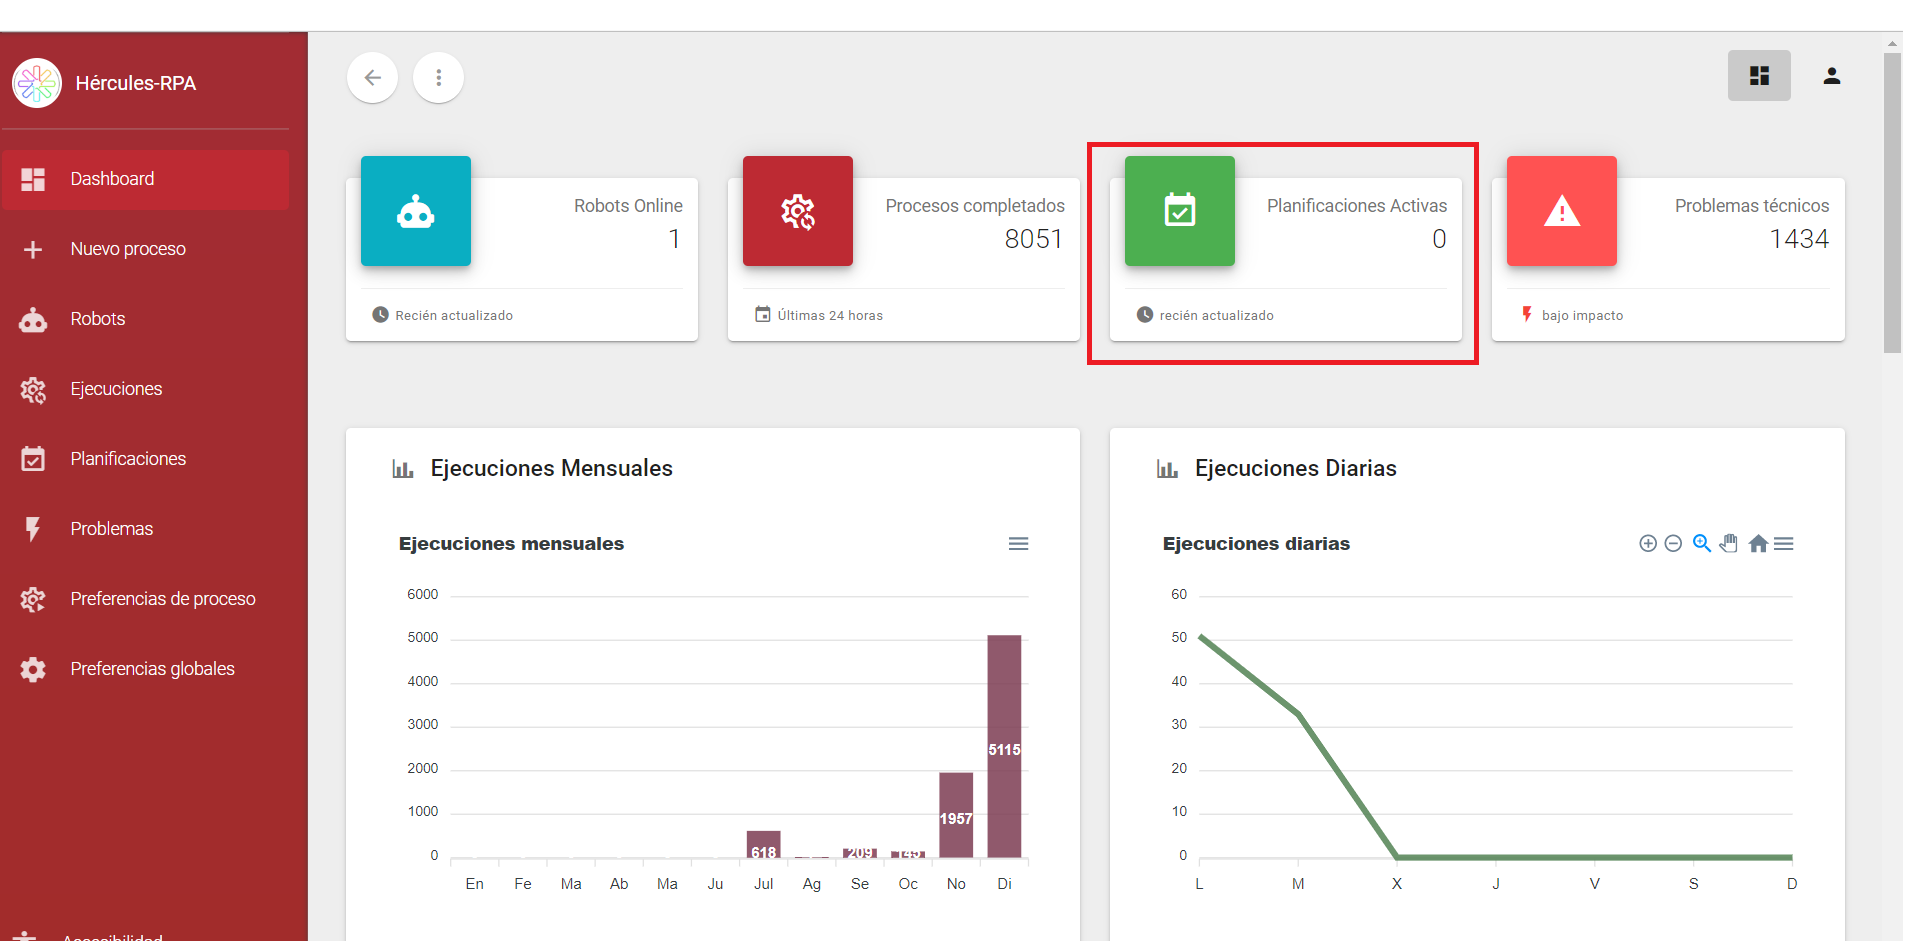 Hércules-RPA
Dashboard
Nuevo proceso
Robots
Ejecuciones
Planificaciones
Problemas
Preferencias de proceso
Preferencias globales
Accesibilidad
Robots Online
1
Recién actualizado
Procesos completados
8051
Últimas 24 horas
Planificaciones Activas
0
recién actualizado
Problemas técnicos
1434
bajo impacto
Ejecuciones Mensuales
Ejecuciones mensuales
6000
5000
4000
3000
2000
1000
0
618
209
145
1957
5115
En Fe Ma Ab Ma Ju Jul Ag Se Oc No Di
Ejecuciones Diarias
Ejecuciones diarias
60
50
40
30
20
10
0
L M X J V S D